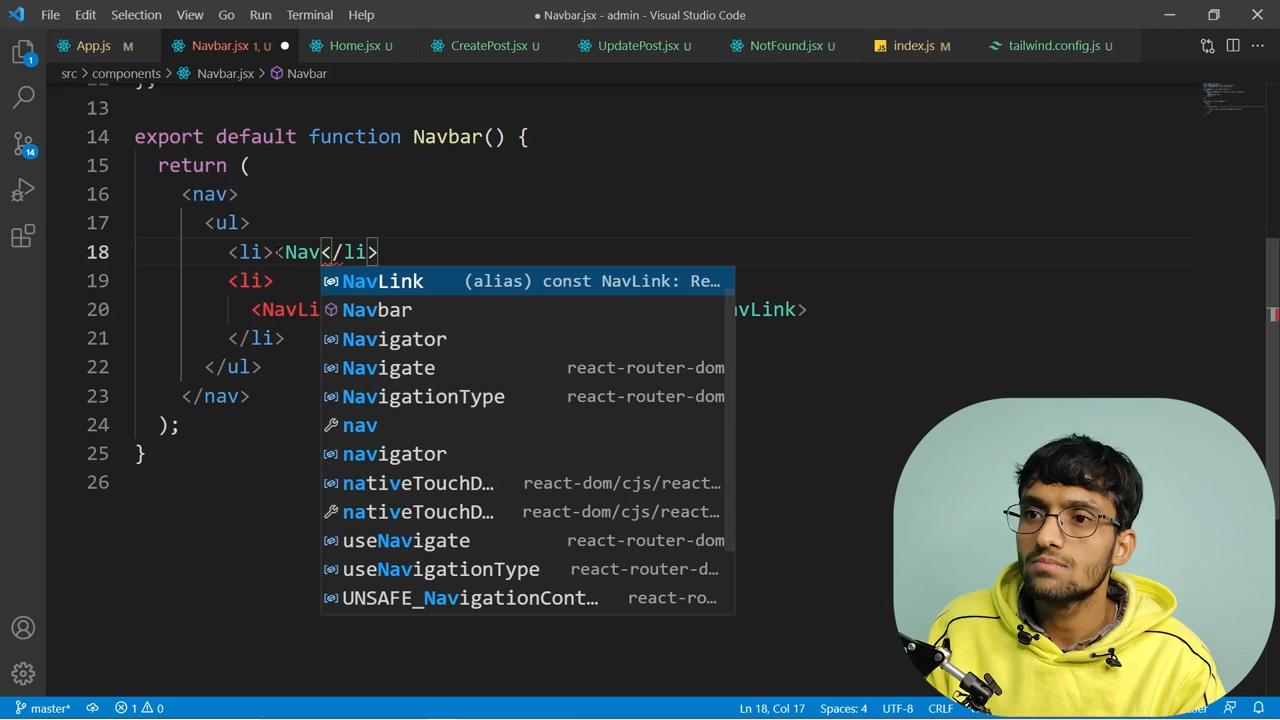 File Edit Selection View Go Run Terminal Help
● Navbar.jsx - admin - Visual Studio Code
App.js M
Navbar.jsx 1, U
Home.jsx U
CreatePost.jsx U
UpdatePost.jsx U
NotFound.jsx U
JS index.js M
tailwind.config.js U
src > components > Navbar.jsx > Navbar
13
14 export default function Navbar() {
15 return (
16 <nav>
17 <ul>
18 <li><Nav</li>
19 <li>
20 <NavLi vLink>
21 </li>
22 </ul>
23 </nav>
24 );
25 }
26
NavLink (alias) const NavLink: Re…
Navbar
Navigator
Navigate react-router-dom
NavigationType react-router-dom
nav
navigator
nativeTouchD… react-dom/cjs/react…
nativeTouchD… react-dom/cjs/react…
useNavigate react-router-dom
useNavigationType react-router-d…
UNSAFE_NavigationCont… react-ro…
1
14
master* 1 0
Ln 18, Col 17 Spaces: 4 UTF-8 CRLF